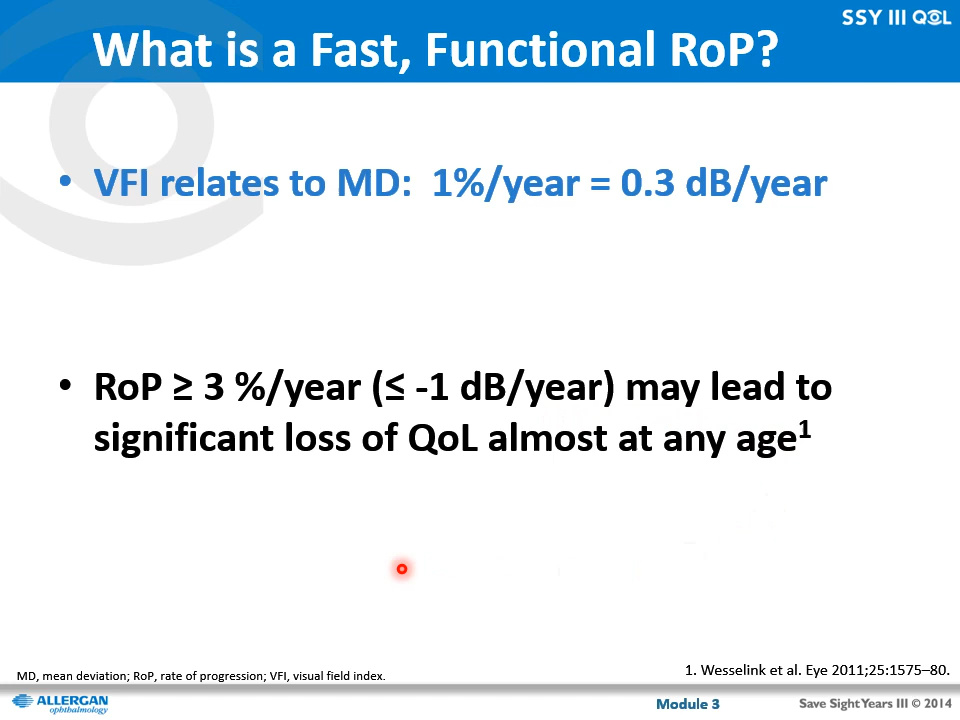 SSY III QOL
What is a Fast, Functional RoP?
• VFI relates to MD: 1%/year = 0.3 dB/year
• RoP ≥ 3 %/year (≤ -1 dB/year) may lead to
significant loss of QoL almost at any age¹
1. Wesselink et al. Eye 2011;25:1575–80.
MD, mean deviation; RoP, rate of progression; VFI, visual field index.
ALLERGAN
ophthalmology
Module 3
Save Sight Years III © 2014